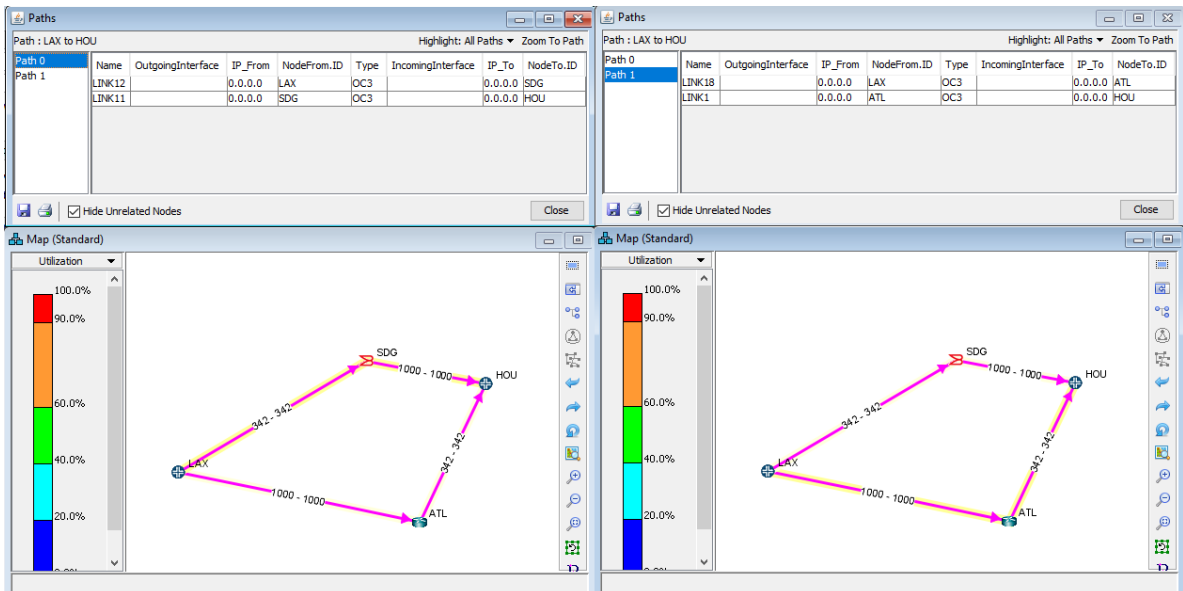 Paths
Path : LAX to HOU Highlight: All Paths Zoom To Path
Path 0
Path 1
Name OutgoingInterface IP_From NodeFrom.ID Type IncomingInterface IP_To NodeTo.ID
LINK12 0.0.0.0 LAX OC3 0.0.0.0 SDG
LINK11 0.0.0.0 SDG OC3 0.0.0.0 HOU
Hide Unrelated Nodes Close
Map (Standard)
Utilization
100.0%
90.0%
60.0%
40.0%
20.0%
SDG
1000 - 1000
HOU
342 - 342
LAX
342 - 342
1000 - 1000
ATL
Paths
Path : LAX to HOU Highlight: All Paths Zoom To Path
Path 0
Path 1
Name OutgoingInterface IP_From NodeFrom.ID Type IncomingInterface IP_To NodeTo.ID
LINK18 0.0.0.0 LAX OC3 0.0.0.0 ATL
LINK1 0.0.0.0 ATL OC3 0.0.0.0 HOU
Hide Unrelated Nodes Close
Map (Standard)
Utilization
100.0%
90.0%
60.0%
40.0%
20.0%
SDG
1000 - 1000
HOU
342 - 342
LAX
342 - 342
1000 - 1000
ATL